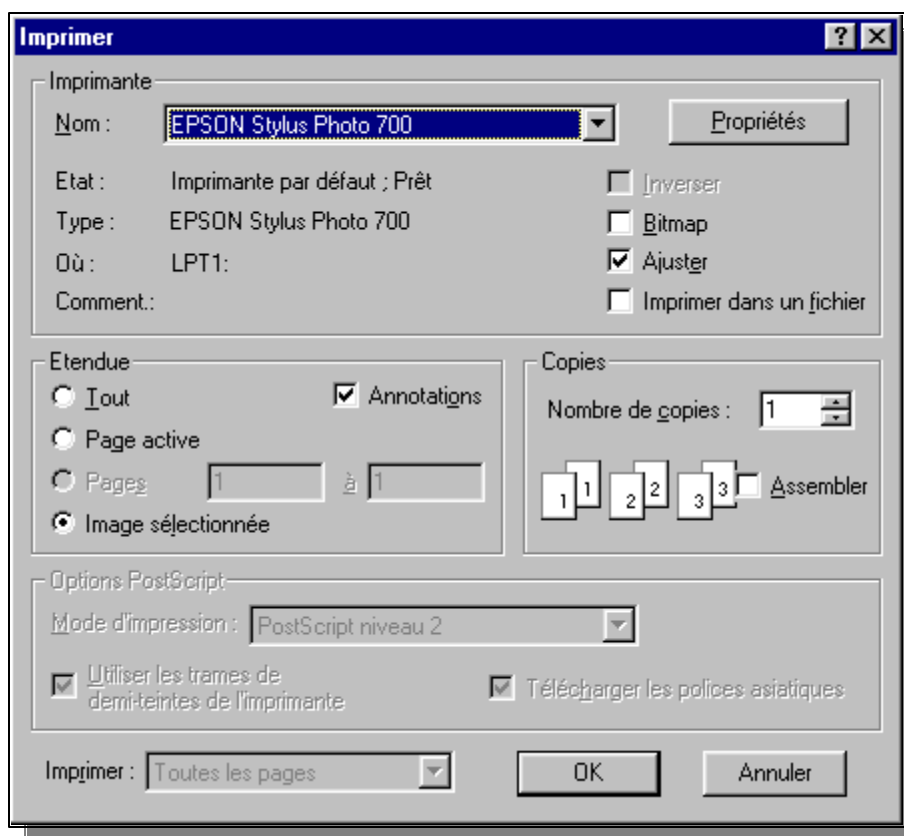 Imprimer
Imprimante
Nom : EPSON Stylus Photo 700 Propriétés
Etat : Imprimante par défaut ; Prêt Inverser
Type : EPSON Stylus Photo 700 Bitmap
Où : LPT1: Ajuster
Comment.: Imprimer dans un fichier
Etendue
Tout Annotations
Page active
Pages 1 à 1
Image sélectionnée
Copies
Nombre de copies : 1
1 1 2 2 3 3 Assembler
Options PostScript
Mode d'impression : PostScript niveau 2
Utiliser les trames de
demi-teintes de l'imprimante
Télécharger les polices asiatiques
Imprimer : Toutes les pages OK Annuler